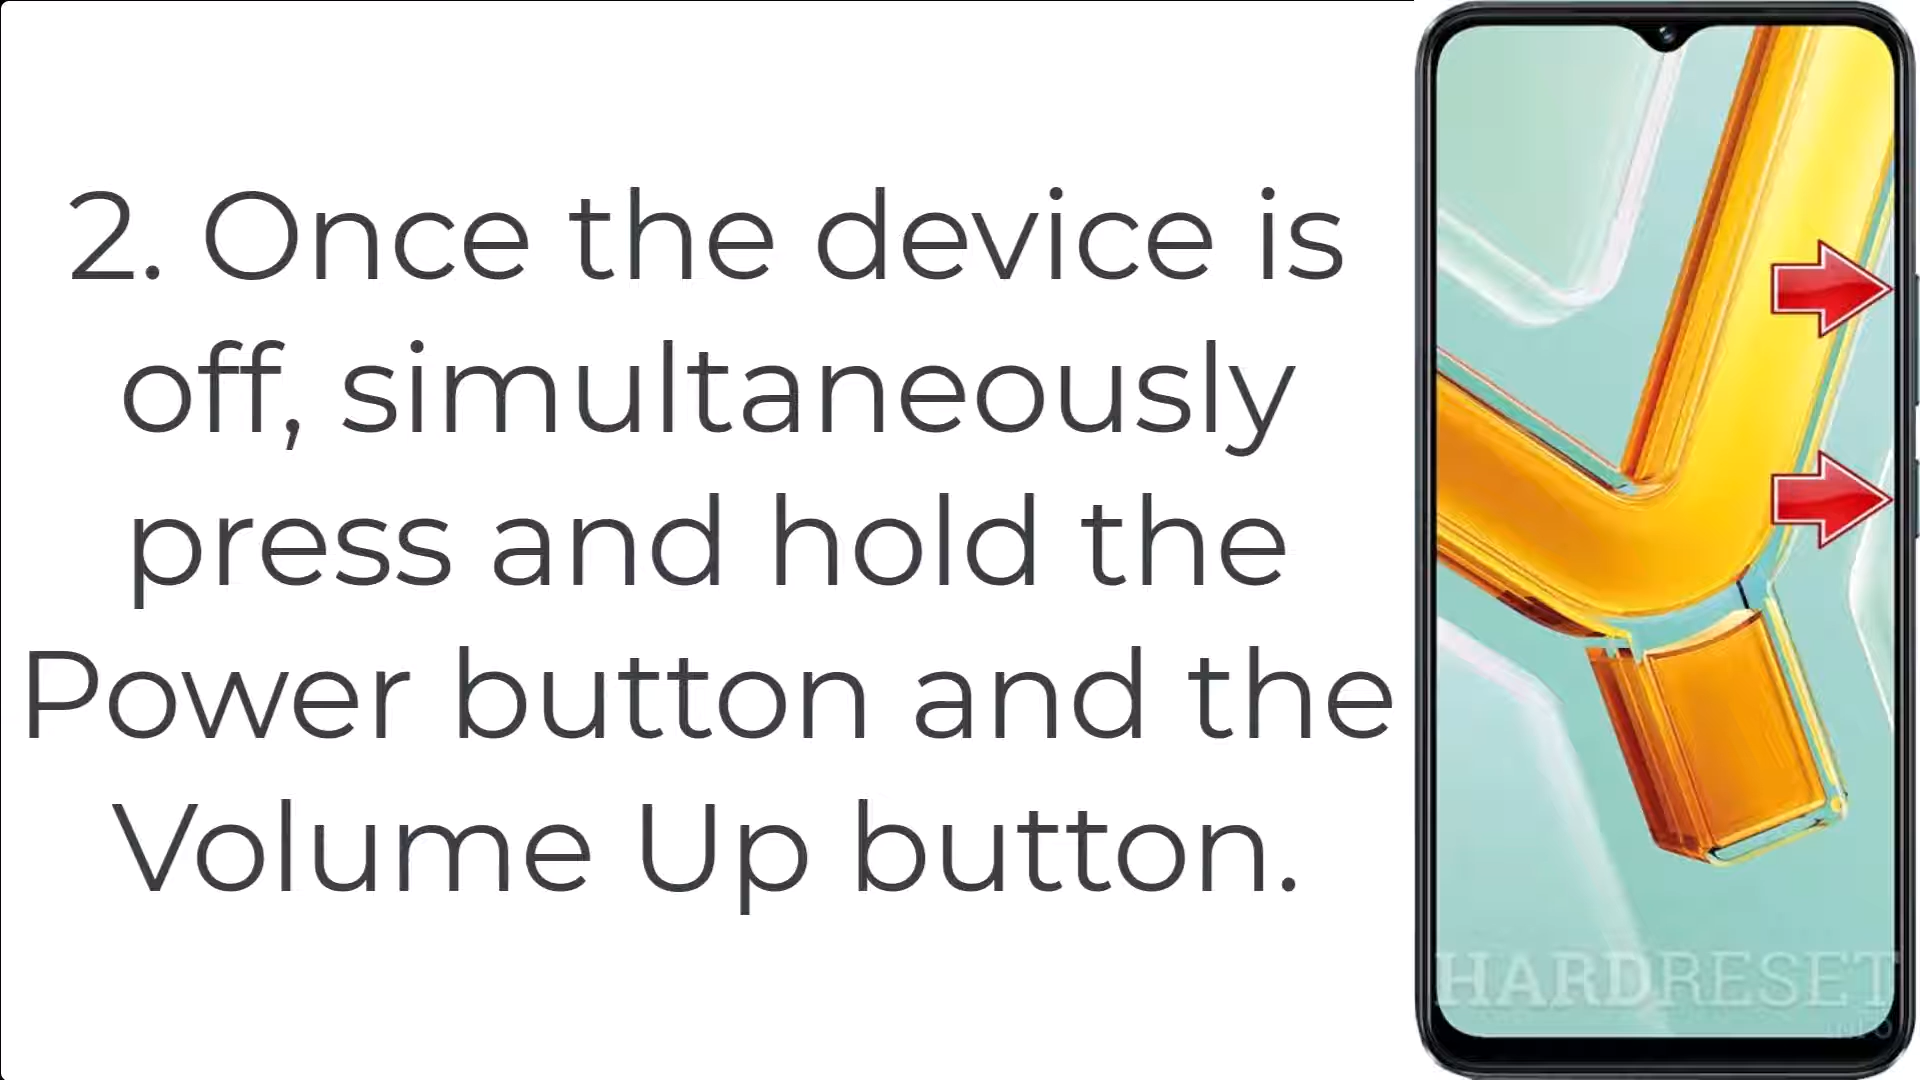 2. Once the device is
off, simultaneously
press and hold the
Power button and the
Volume Up button.
HARDRESET
INFO